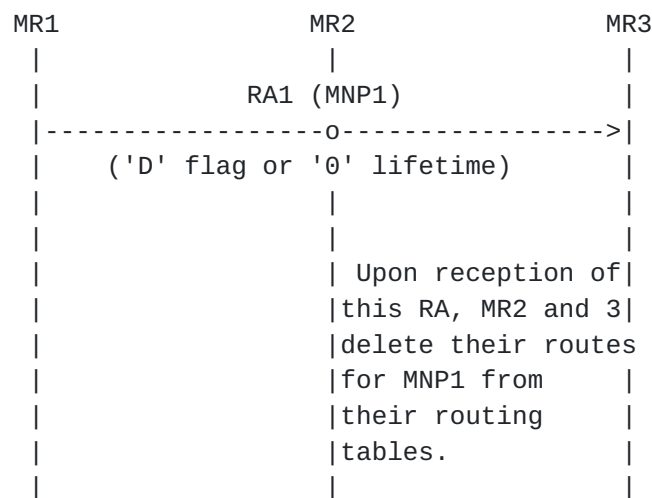 MR1 MR2 MR3
| | |
| RA1 (MNP1) |
|------------------o----------------->|
| ('D' flag or '0' lifetime) |
| | |
| | |
| | Upon reception of|
| |this RA, MR2 and 3|
| |delete their routes
| |for MNP1 from |
| |their routing |
| |tables. |
| | |